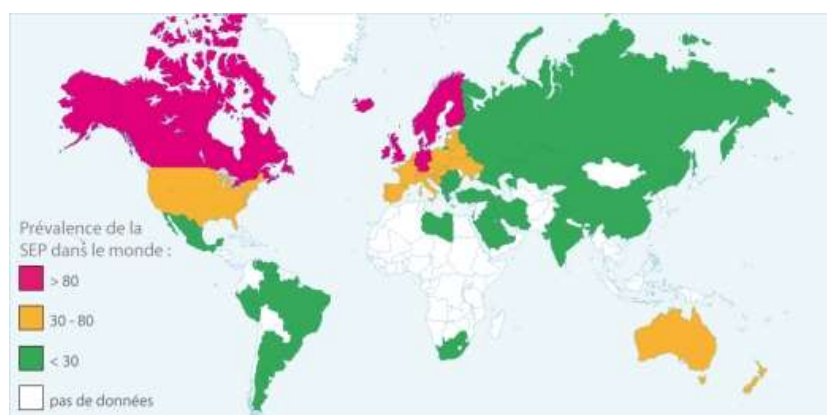 Prévalence de la
SEP dans le monde :
> 80
30 - 80
< 30
pas de données